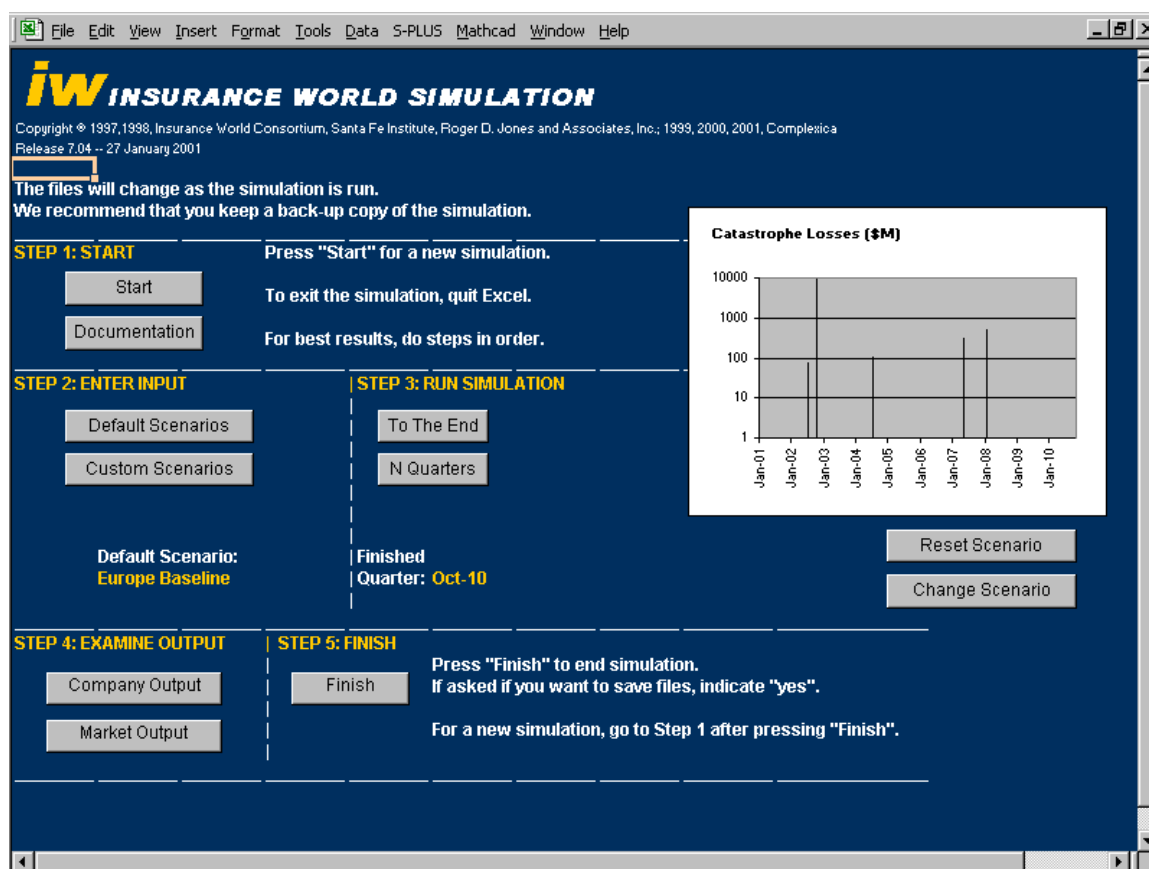 File Edit View Insert Format Tools Data S-PLUS Mathcad Window Help
iw INSURANCE WORLD SIMULATION
Copyright © 1997,1998, Insurance World Consortium, Santa Fe Institute, Roger D. Jones and Associates, Inc.; 1999, 2000, 2001, Complexica
Release 7.04 -- 27 January 2001
The files will change as the simulation is run.
We recommend that you keep a back-up copy of the simulation.
STEP 1: START
Press "Start" for a new simulation.
Start
To exit the simulation, quit Excel.
Documentation
For best results, do steps in order.
Catastrophe Losses ($M)
10000
1000
100
10
1
Jan-01 Jan-02 Jan-03 Jan-04 Jan-05 Jan-06 Jan-07 Jan-08 Jan-09 Jan-10
STEP 2: ENTER INPUT
Default Scenarios
Custom Scenarios
Default Scenario:
Europe Baseline
STEP 3: RUN SIMULATION
To The End
N Quarters
Finished
Quarter: Oct-10
Reset Scenario
Change Scenario
STEP 4: EXAMINE OUTPUT
Company Output
Market Output
STEP 5: FINISH
Finish
Press "Finish" to end simulation.
If asked if you want to save files, indicate "yes".
For a new simulation, go to Step 1 after pressing "Finish".